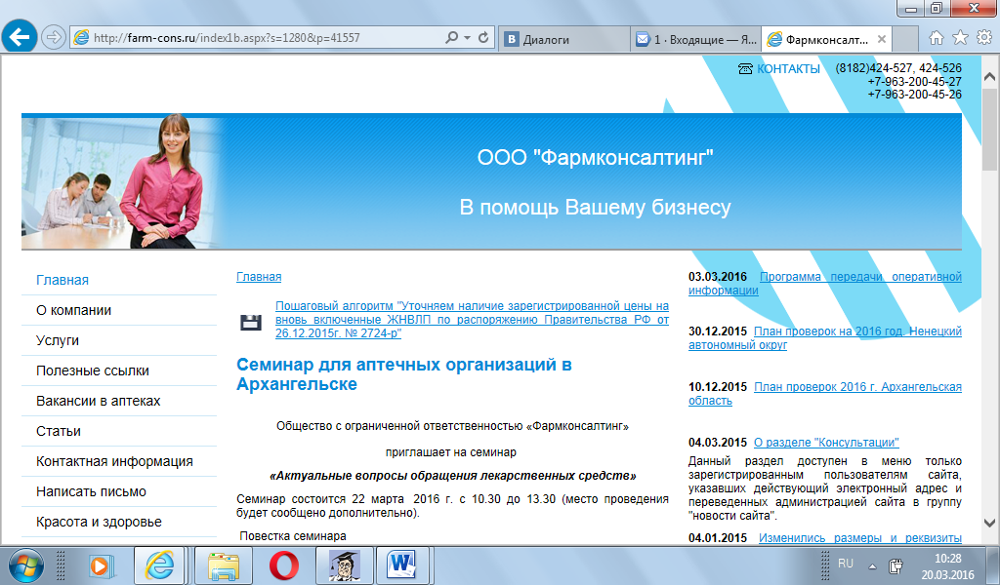 http://farm-cons.ru/index1b.aspx?s=1280&p=41557
В Диалоги
1 · Входящие — Я...
Фармконсалт...
КОНТАКТЫ (8182)424-527, 424-526
+7-963-200-45-27
+7-963-200-45-26
ООО "Фармконсалтинг"
В помощь Вашему бизнесу
Главная
О компании
Услуги
Полезные ссылки
Вакансии в аптеках
Статьи
Контактная информация
Написать письмо
Красота и здоровье
Главная
Пошаговый алгоритм "Уточняем наличие зарегистрированной цены на
вновь включенные ЖНВЛП по распоряжению Правительства РФ от
26.12.2015г. № 2724-р"
Семинар для аптечных организаций в
Архангельске
Общество с ограниченной ответственностью «Фармконсалтинг»
приглашает на семинар
«Актуальные вопросы обращения лекарственных средств»
Семинар состоится 22 марта 2016 г. с 10.30 до 13.30 (место проведения
будет сообщено дополнительно).
Повестка семинара
03.03.2016 Программа передачи оперативной
информации
30.12.2015 План проверок на 2016 год. Ненецкий
автономный округ
10.12.2015 План проверок 2016 г. Архангельская
область
04.03.2015 О разделе "Консультации"
Данный раздел доступен в меню только
зарегистрированным пользователям сайта,
указавших действующий электронный адрес и
переведенных администрацией сайта в группу
"новости сайта".
04.01.2015 Изменились размеры и реквизиты
RU
10:28
20.03.2016